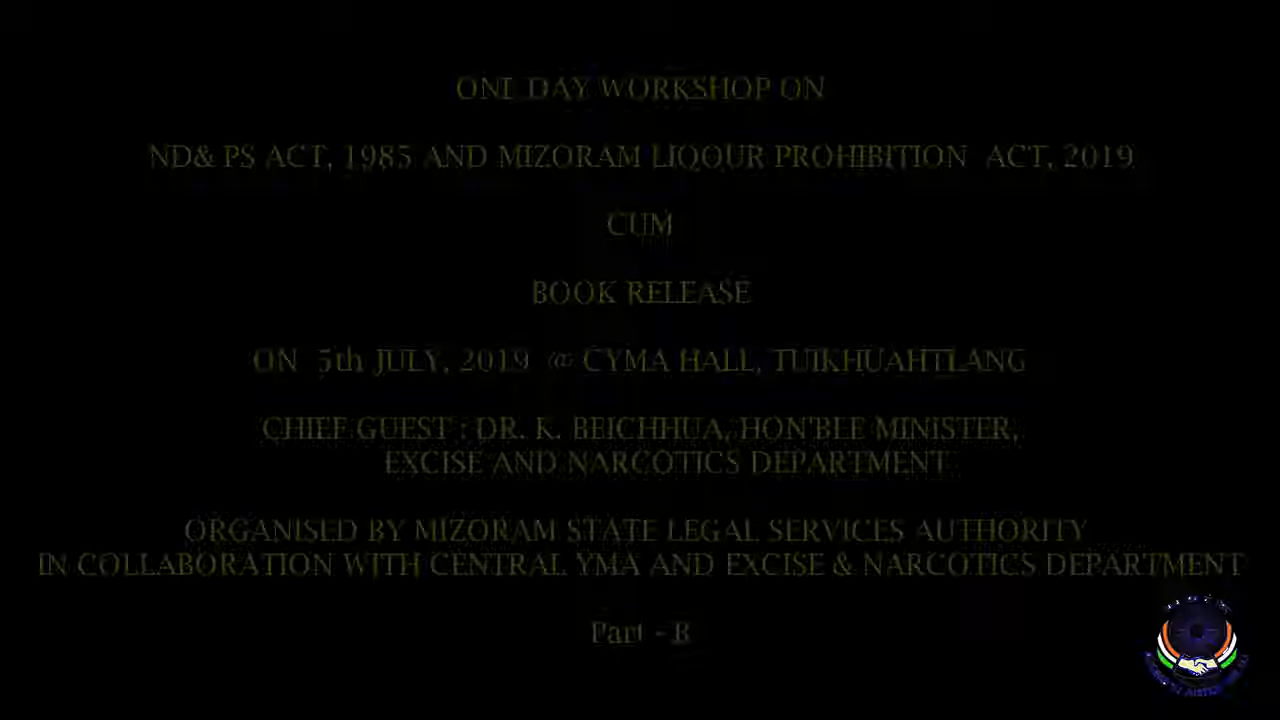 ONE DAY WORKSHOP ON
ND& PS ACT, 1985 AND MIZORAM LIQOUR PROHIBITION ACT, 2019
CUM
BOOK RELEASE
ON 5th JULY, 2019 @ CYMA HALL, TUIKHUAHTLANG
CHIEF GUEST : DR. K. BEICHHUA, HON'BLE MINISTER,
EXCISE AND NARCOTICS DEPARTMENT
ORGANISED BY MIZORAM STATE LEGAL SERVICES AUTHORITY
IN COLLABORATION WITH CENTRAL YMA AND EXCISE & NARCOTICS DEPARTMENT
Part - B